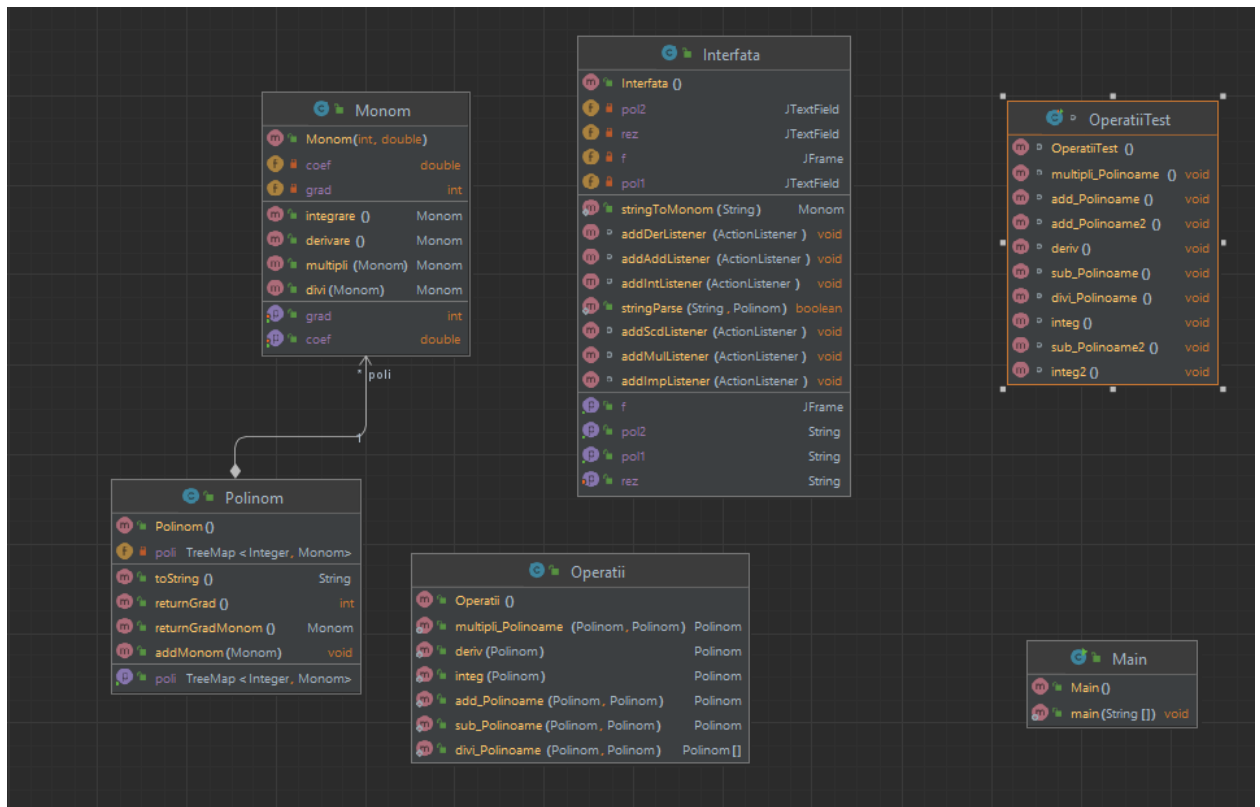 Monom
Monom(int, double)
coef double
grad int
integrare () Monom
derivare () Monom
multipli (Monom) Monom
divi (Monom) Monom
grad int
coef double
* poli
1
Polinom
Polinom ()
poli TreeMap <Integer, Monom>
toString () String
returnGrad () int
returnGradMonom () Monom
addMonom (Monom) void
poli TreeMap <Integer, Monom>
Interfata
Interfata ()
pol2 JTextField
rez JTextField
f JFrame
pol1 JTextField
stringToMonom (String) Monom
addDerListener (ActionListener ) void
addAddListener (ActionListener ) void
addIntListener (ActionListener ) void
stringParse (String, Polinom) boolean
addScdListener (ActionListener ) void
addMulListener (ActionListener ) void
addImpListener (ActionListener ) void
f JFrame
pol2 String
pol1 String
rez String
Operatii
Operatii ()
multipli_Polinoame (Polinom, Polinom) Polinom
deriv (Polinom) Polinom
integ (Polinom) Polinom
add_Polinoame (Polinom, Polinom) Polinom
sub_Polinoame (Polinom, Polinom) Polinom
divi_Polinoame (Polinom, Polinom) Polinom []
OperatiiTest
OperatiiTest ()
multipli_Polinoame () void
add_Polinoame () void
add_Polinoame2 () void
deriv () void
sub_Polinoame () void
divi_Polinoame () void
integ () void
sub_Polinoame2 () void
integ2 () void
Main
Main ()
main (String []) void